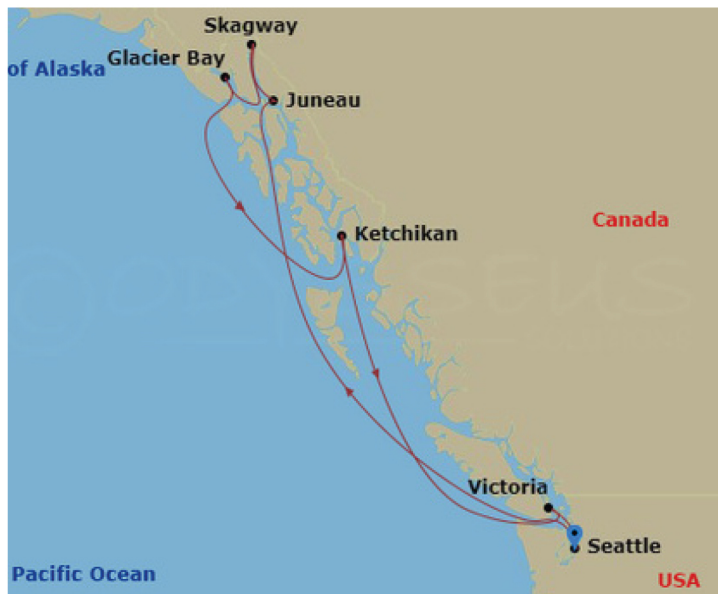 Skagway
Glacier Bay
of Alaska
Juneau
Canada
Ketchikan
Victoria
Seattle
Pacific Ocean
USA